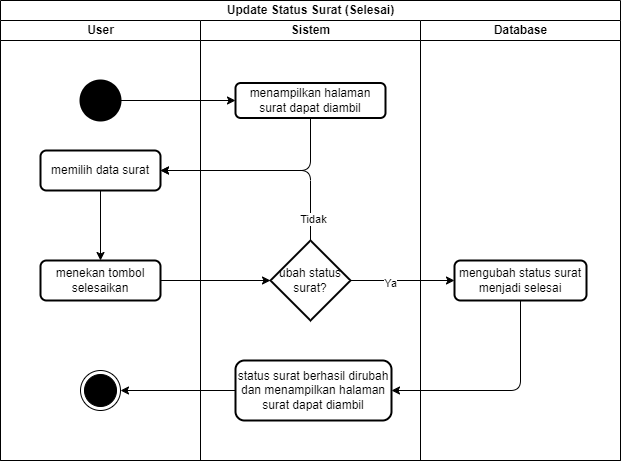 Update Status Surat (Selesai)
User
Sistem
Database
menampilkan halaman
surat dapat diambil
memilih data surat
Tidak
menekan tombol
selesaikan
ubah status
surat?
Ya
mengubah status surat
menjadi selesai
status surat berhasil dirubah
dan menampilkan halaman
surat dapat diambil